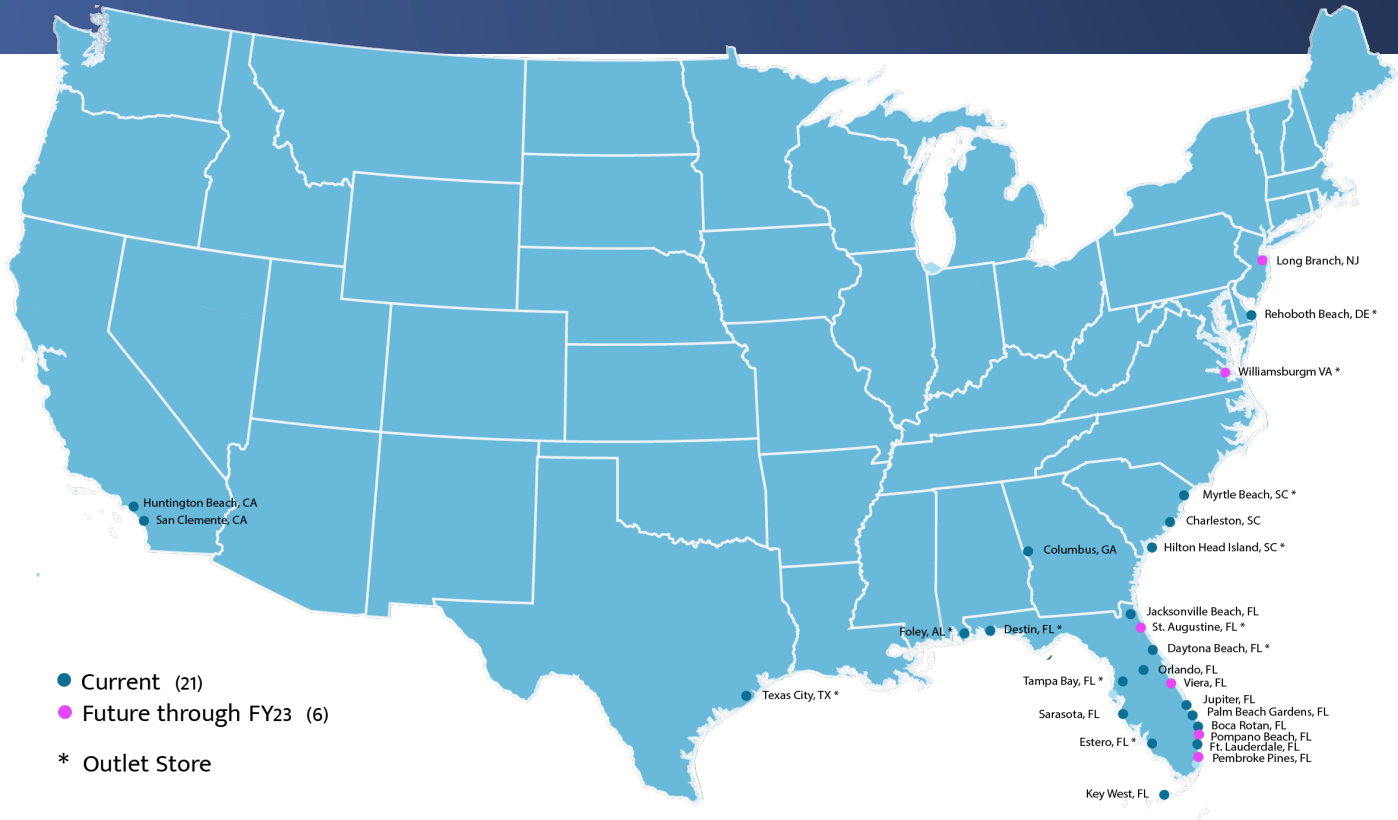 Long Branch, NJ
Rehoboth Beach, DE *
Williamsburgm VA *
Myrtle Beach, SC *
Huntington Beach, CA
San Clemente, CA
Charleston, SC
Hilton Head Island, SC *
Columbus, GA
Jacksonville Beach, FL
St. Augustine, FL *
Foley, AL *
Destin, FL *
Daytona Beach, FL *
Orlando, FL
Tampa Bay, FL *
Viera, FL
Texas City, TX *
Jupiter, FL
Palm Beach Gardens, FL
Sarasota, FL
Boca Rotan, FL
Pompano Beach, FL
Estero, FL *
Ft. Lauderdale, FL
Pembroke Pines, FL
Key West, FL
Current (21)
Future through FY23 (6)
* Outlet Store